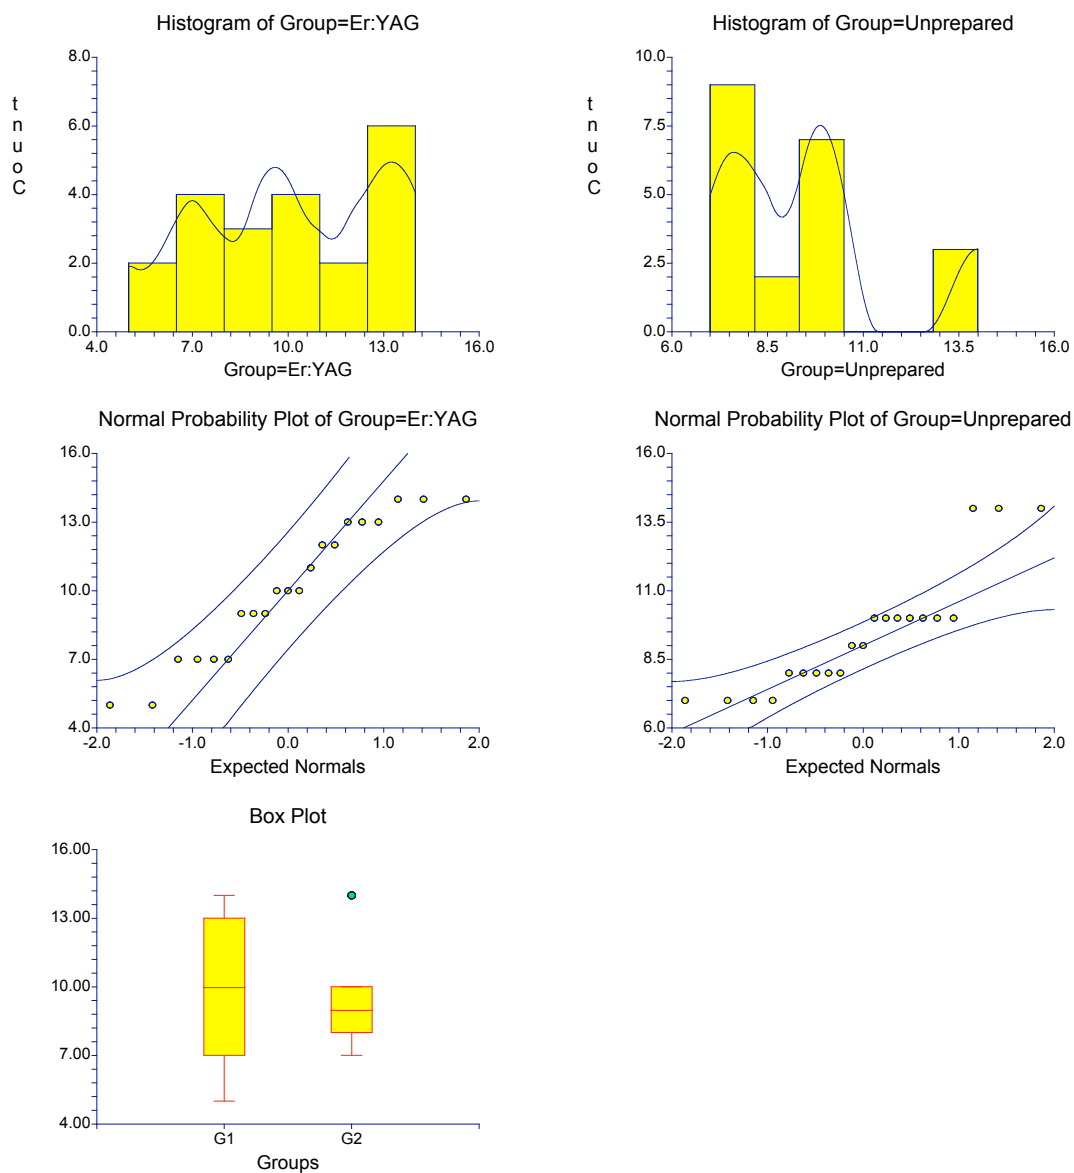 Histogram of Group=Er:YAG
8.0
6.0
4.0
2.0
0.0
t
n
u
o
C
4.0 7.0 10.0 13.0 16.0
Group=Er:YAG
Histogram of Group=Unprepared
10.0
7.5
5.0
2.5
0.0
t
n
u
o
C
6.0 8.5 11.0 13.5 16.0
Group=Unprepared
Normal Probability Plot of Group=Er:YAG
16.0
13.0
10.0
7.0
4.0
-2.0 -1.0 0.0 1.0 2.0
Expected Normals
Normal Probability Plot of Group=Unprepared
16.0
13.5
11.0
8.5
6.0
-2.0 -1.0 0.0 1.0 2.0
Expected Normals
Box Plot
16.00
13.00
10.00
7.00
4.00
G1 G2
Groups